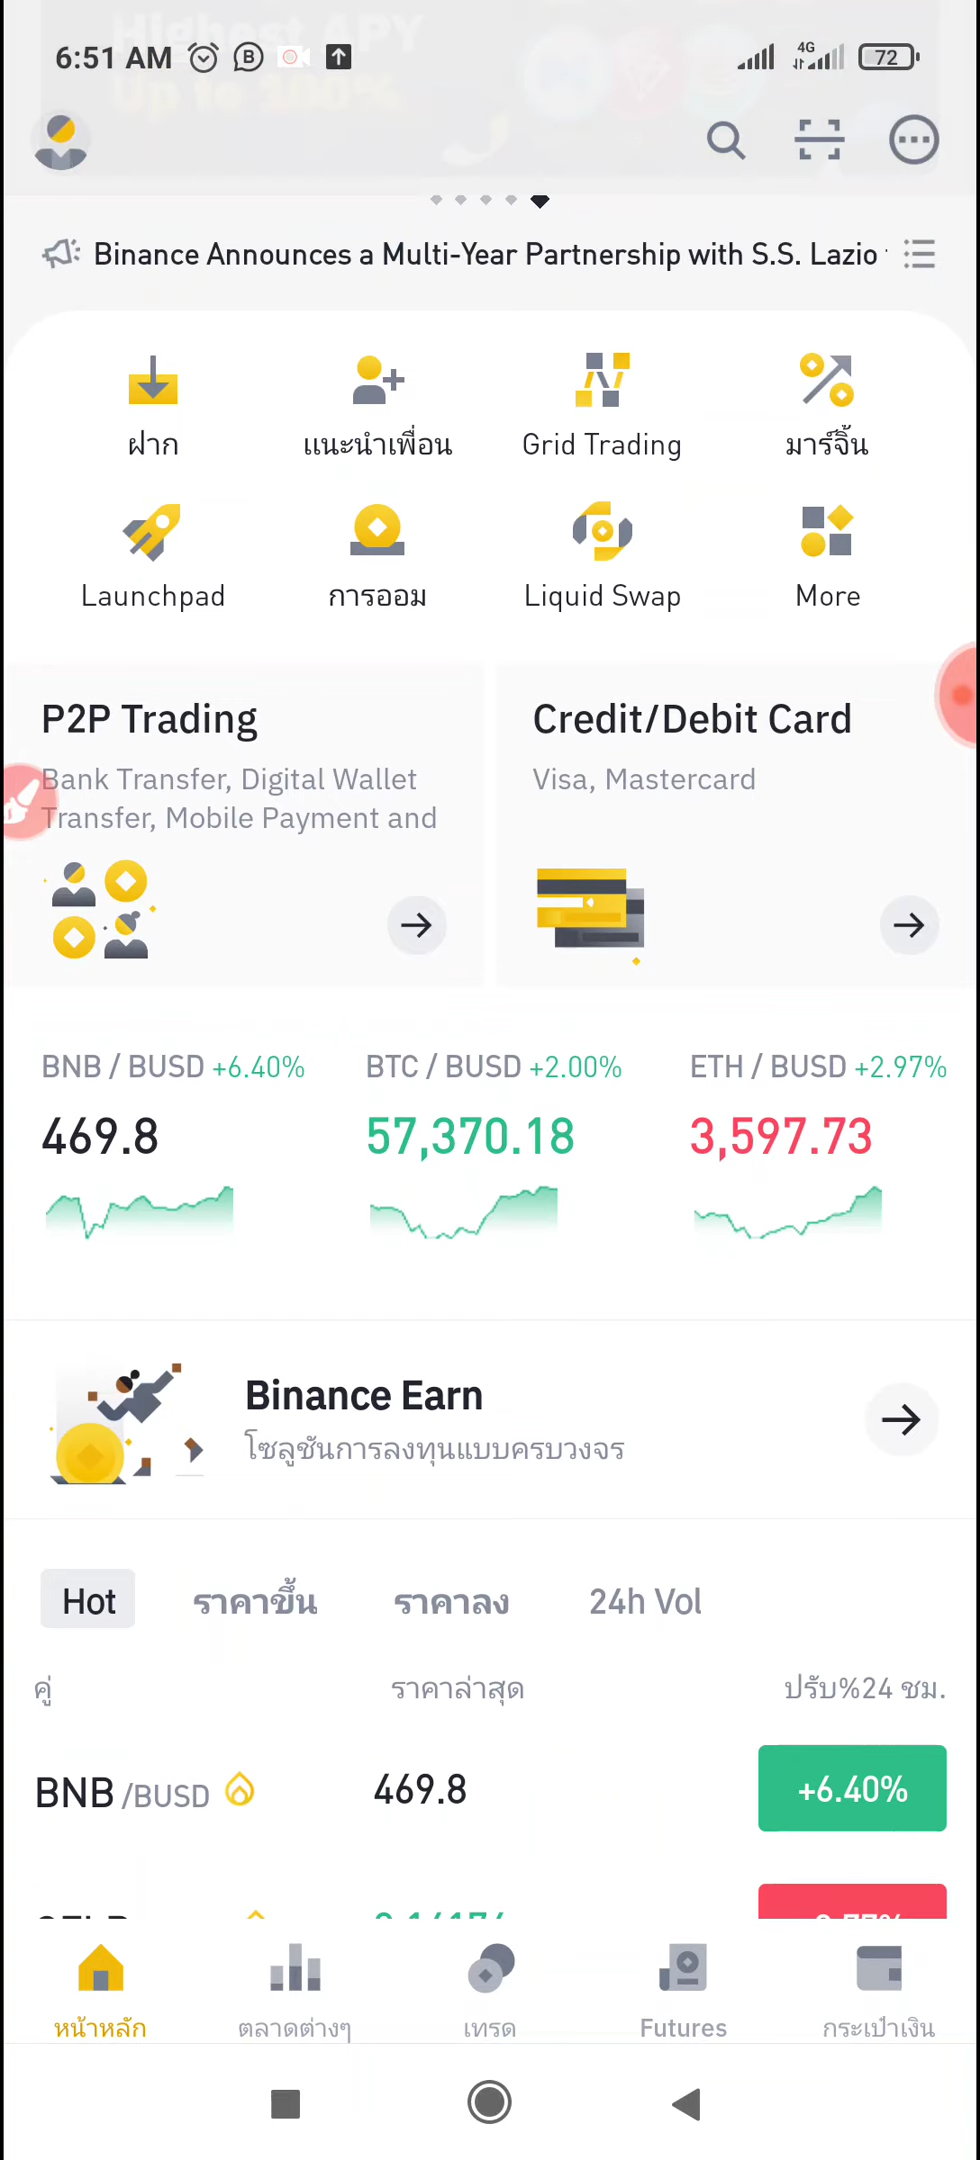 Highest APY
Up to 300%
6:51 AM
4G
72
Binance Announces a Multi-Year Partnership with S.S. Lazio
ฝาก
แนะนำเพื่อน
Grid Trading
มาร์จิ้น
Launchpad
การออม
Liquid Swap
More
P2P Trading
Bank Transfer, Digital Wallet
Transfer, Mobile Payment and
Credit/Debit Card
Visa, Mastercard
BNB / BUSD +6.40%
469.8
BTC / BUSD +2.00%
57,370.18
ETH / BUSD +2.97%
3,597.73
Binance Earn
โซลูชันการลงทุนแบบครบวงจร
Hot
ราคาขึ้น
ราคาลง
24h Vol
คู่
ราคาล่าสุด
ปรับ%24 ชม.
BNB /BUSD
469.8
+6.40%
หน้าหลัก
ตลาดต่างๆ
เทรด
Futures
กระเป๋าเงิน